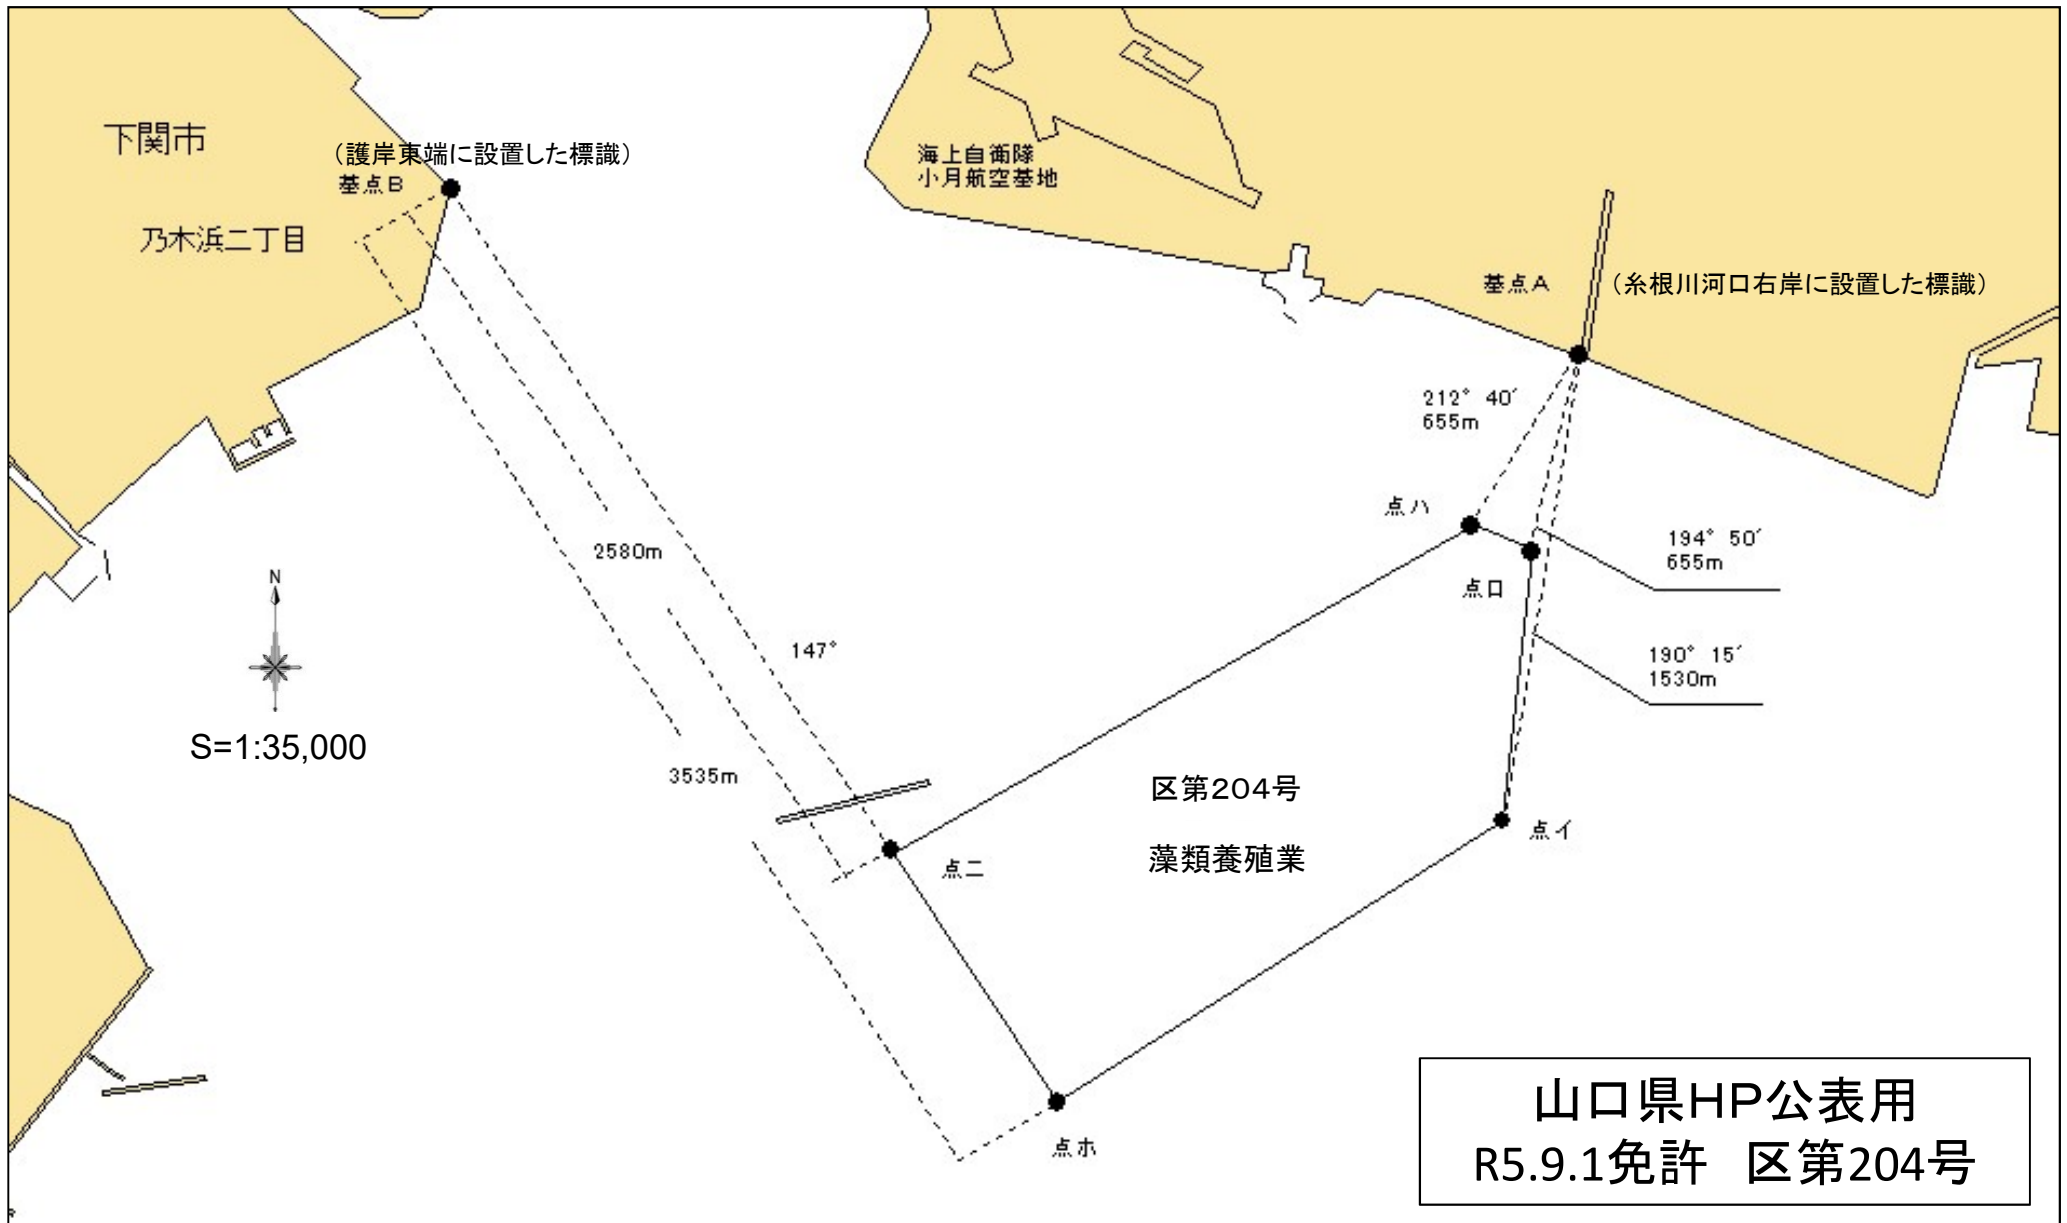 下関市
(護岸東端に設置した標識)
基点B
乃木浜二丁目
海上自衛隊
小月航空基地
基点A
(糸根川河口右岸に設置した標識)
212° 40′
655m
点ハ
点ロ
194° 50′
655m
190° 15′
1530m
2580m
147°
N
S=1:35,000
3535m
区第204号
藻類養殖業
点イ
点ニ
点ホ
山口県HP公表用
R5.9.1免許　区第204号